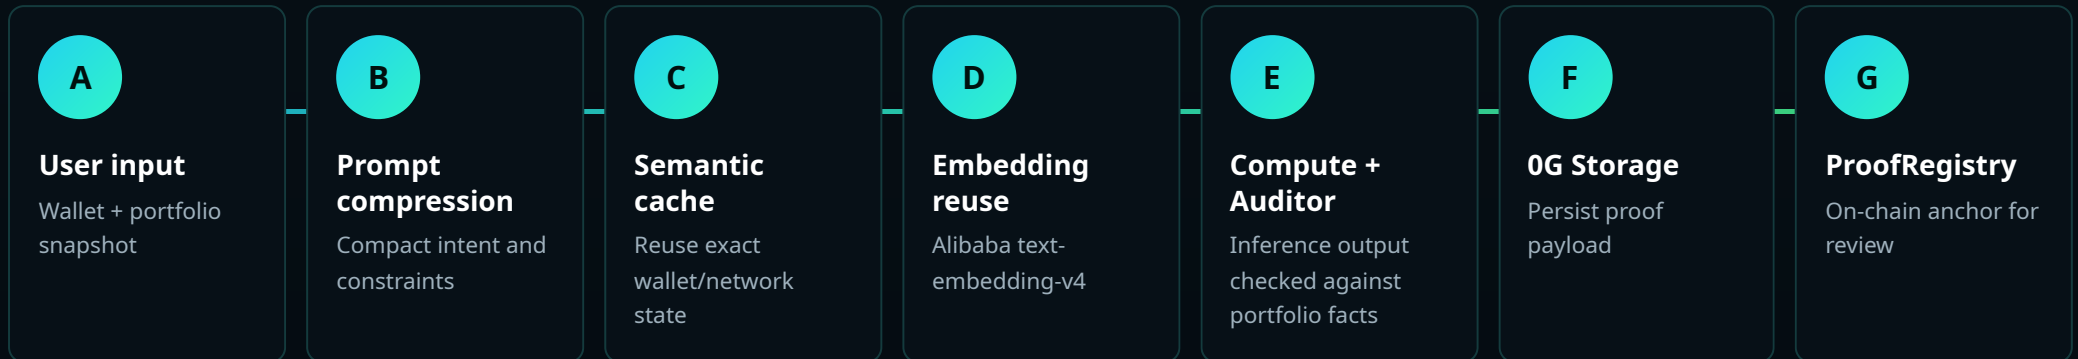 A
User input
Wallet + portfolio
snapshot
B
Prompt
compression
Compact intent and
constraints
C
Semantic
cache
Reuse exact
wallet/network
state
D
Embedding
reuse
Alibaba text-
embedding-v4
E
Compute +
Auditor
Inference output
checked against
portfolio facts
F
0G Storage
Persist proof
payload
G
ProofRegistry
On-chain anchor for
review